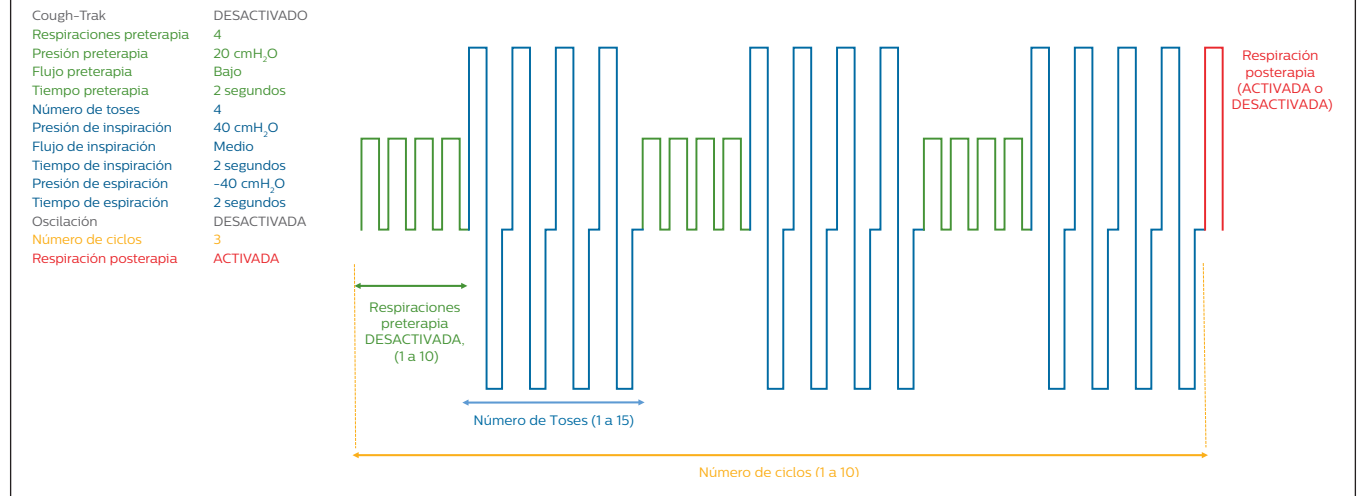 Cough-Trak DESACTIVADO
Respiraciones preterapia 4
Presión preterapia 20 cmH₂O
Flujo preterapia Bajo
Tiempo preterapia 2 segundos
Número de toses 4
Presión de inspiración 40 cmH₂O
Flujo de inspiración Medio
Tiempo de inspiración 2 segundos
Presión de espiración -40 cmH₂O
Tiempo de espiración 2 segundos
Oscilación DESACTIVADA
Número de ciclos 3
Respiración posterapia ACTIVADA
Respiración
posterapia
(ACTIVADA o
DESACTIVADA)
Respiraciones
preterapia
DESACTIVADA,
(1 a 10)
Número de Toses (1 a 15)
Número de ciclos (1 a 10)